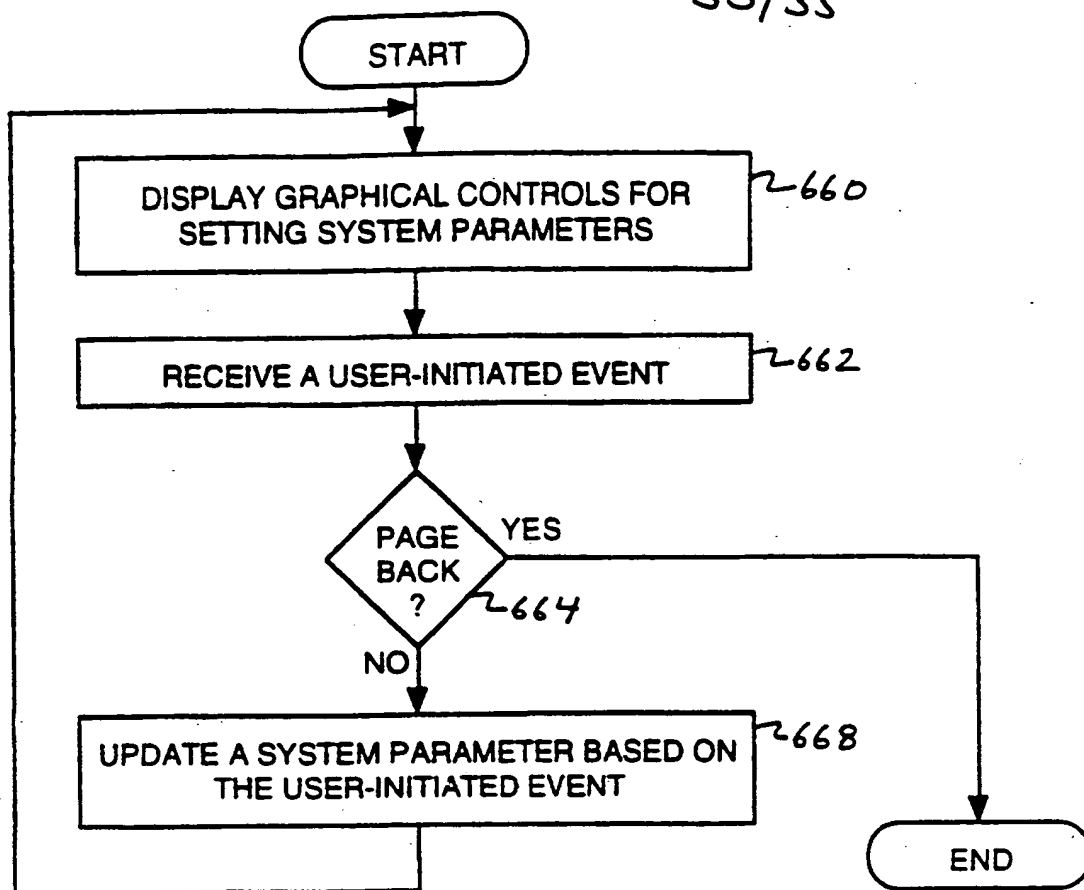 START
DISPLAY GRAPHICAL CONTROLS FOR
SETTING SYSTEM PARAMETERS
660
RECEIVE A USER-INITIATED EVENT
662
PAGE
BACK
?
YES
664
NO
UPDATE A SYSTEM PARAMETER BASED ON
THE USER-INITIATED EVENT
668
END